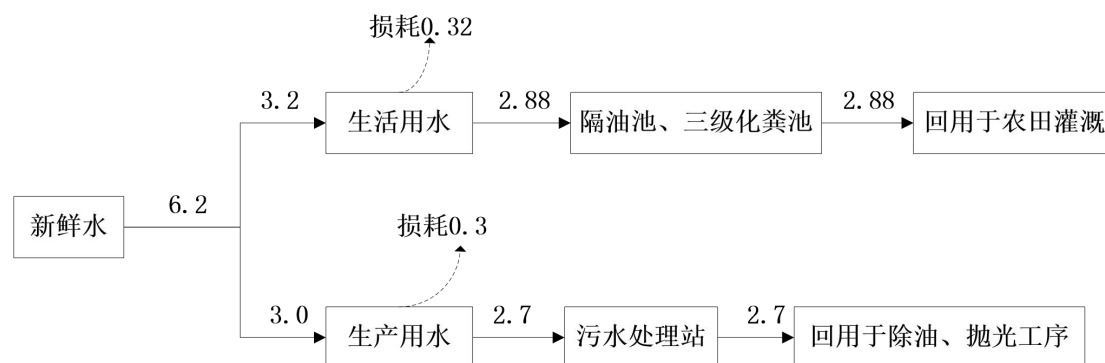 损耗0.32
3.2
生活用水
2.88
隔油池、三级化粪池
2.88
回用于农田灌溉
新鲜水
6.2
损耗0.3
3.0
生产用水
2.7
污水处理站
2.7
回用于除油、抛光工序